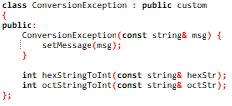 class ConversionException : public custom
{
public:
    ConversionException(const string& msg) {
        setMessage(msg);
    }

    int hexStringToInt(const string& hexStr);
    int octStringToInt(const string& octStr);
};